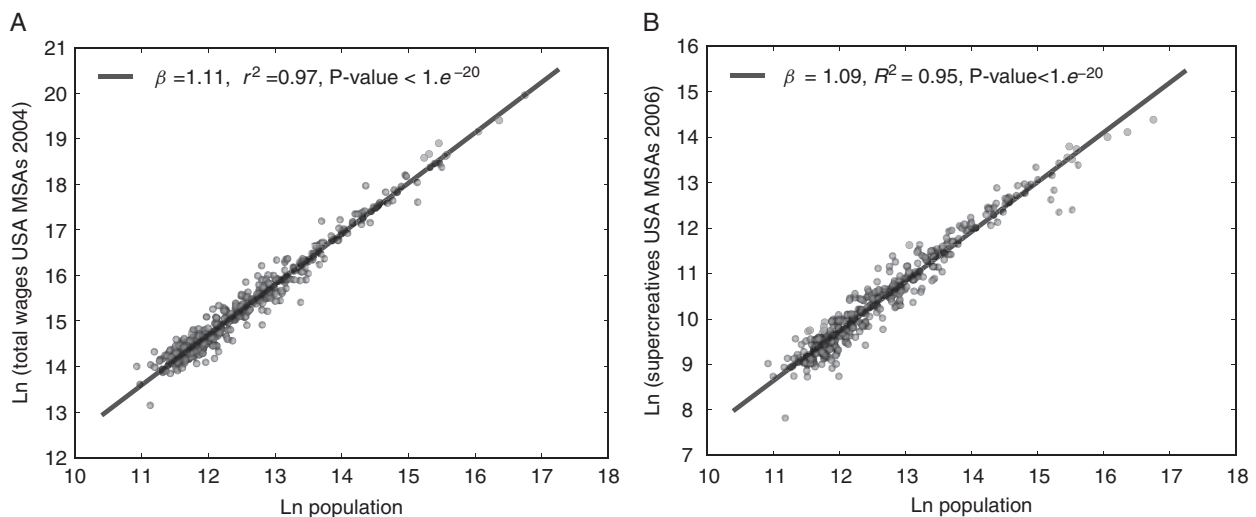 A
β =1.11, r² =0.97, P-value < 1.e⁻²⁰
Ln (total wages USA MSAs 2004)
21
20
19
18
17
16
15
14
13
12
10 11 12 13 14 15 16 17 18
Ln population
B
β = 1.09, R² = 0.95, P-value<1.e⁻²⁰
Ln (supercreatives USA MSAs 2006)
16
15
14
13
12
11
10
9
8
7
10 11 12 13 14 15 16 17 18
Ln population